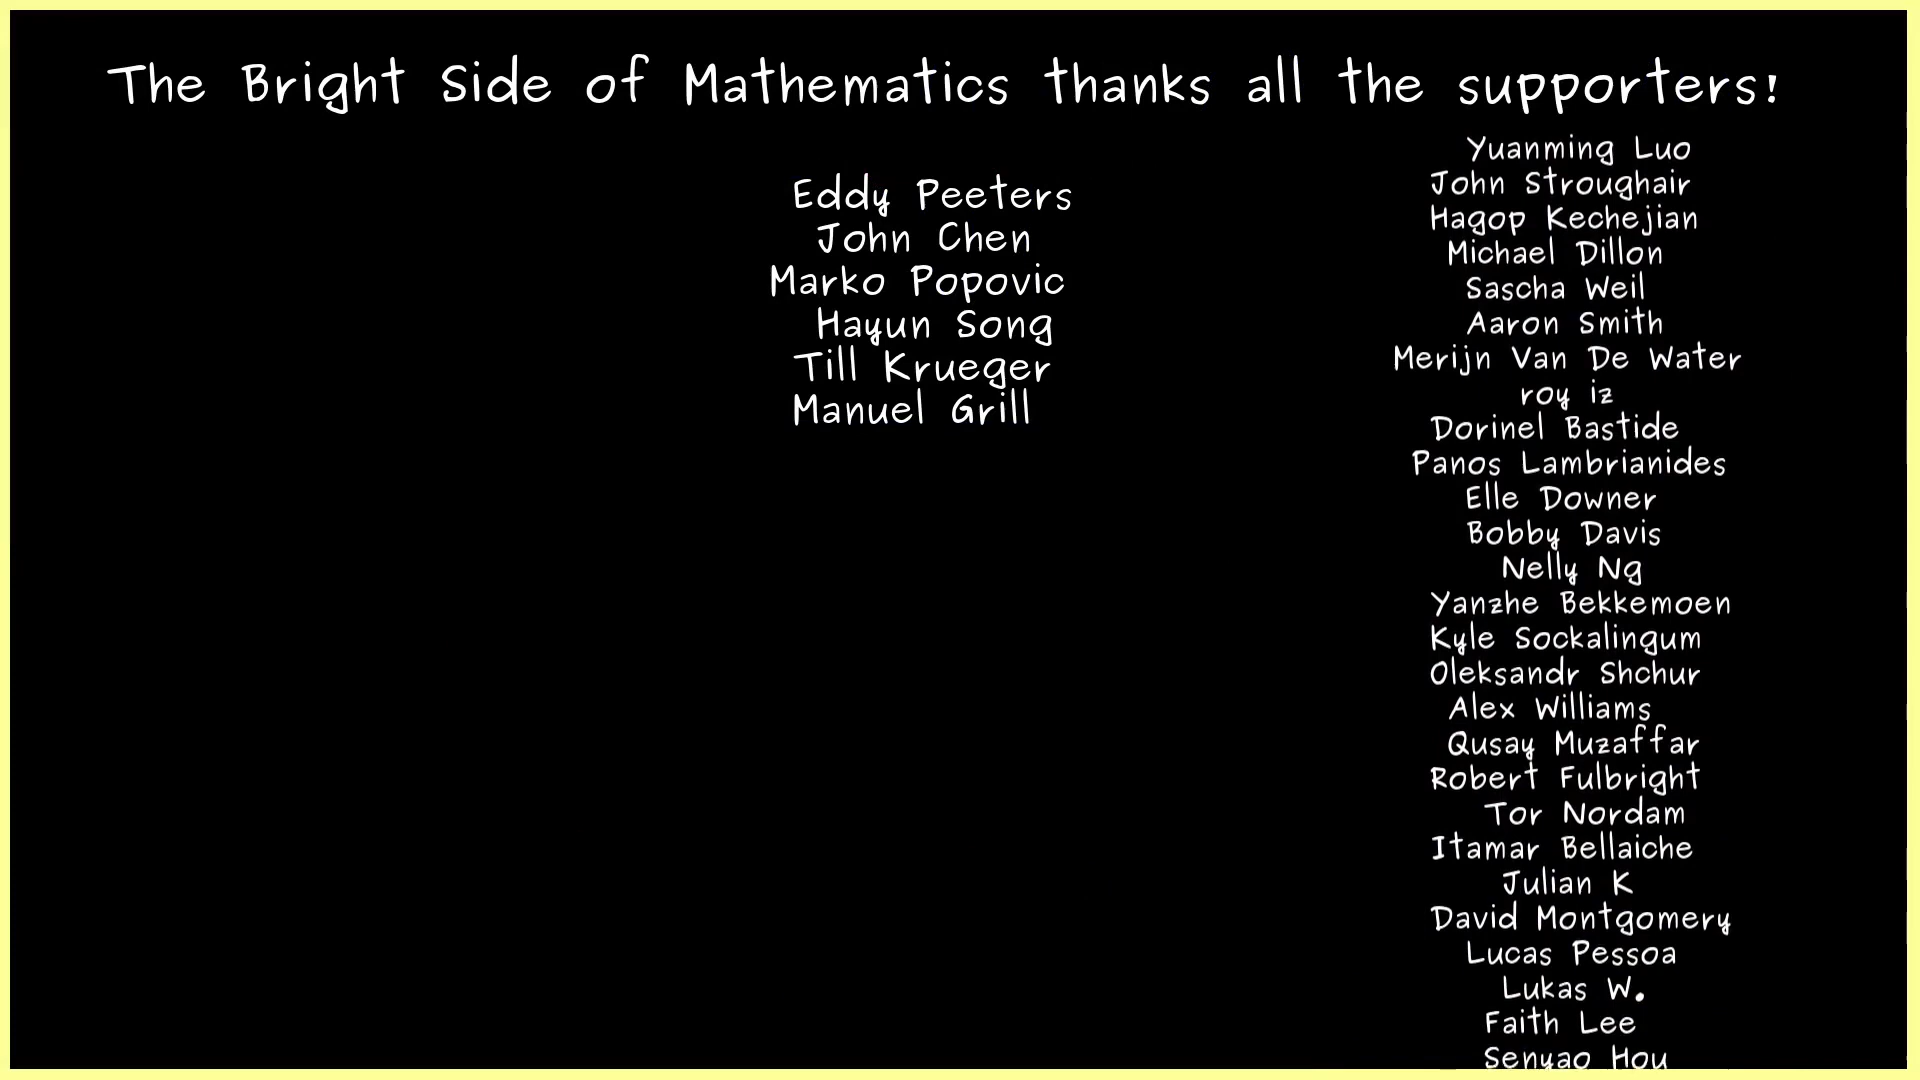 The Bright Side of Mathematics thanks all the supporters!
Eddy Peeters
John Chen
Marko Popovic
Hayun Song
Till Krueger
Manuel Grill
Yuanming Luo
John Stroughair
Hagop Kechejian
Michael Dillon
Sascha Weil
Aaron Smith
Merijn Van De Water
roy iz
Dorinel Bastide
Panos Lambrianides
Elle Downer
Bobby Davis
Nelly Ng
Yanzhe Bekkemoen
Kyle Sockalingum
Oleksandr Shchur
Alex Williams
Qusay Muzaffar
Robert Fulbright
Tor Nordam
Itamar Bellaiche
Julian K
David Montgomery
Lucas Pessoa
Lukas W.
Faith Lee
Senyao Hou